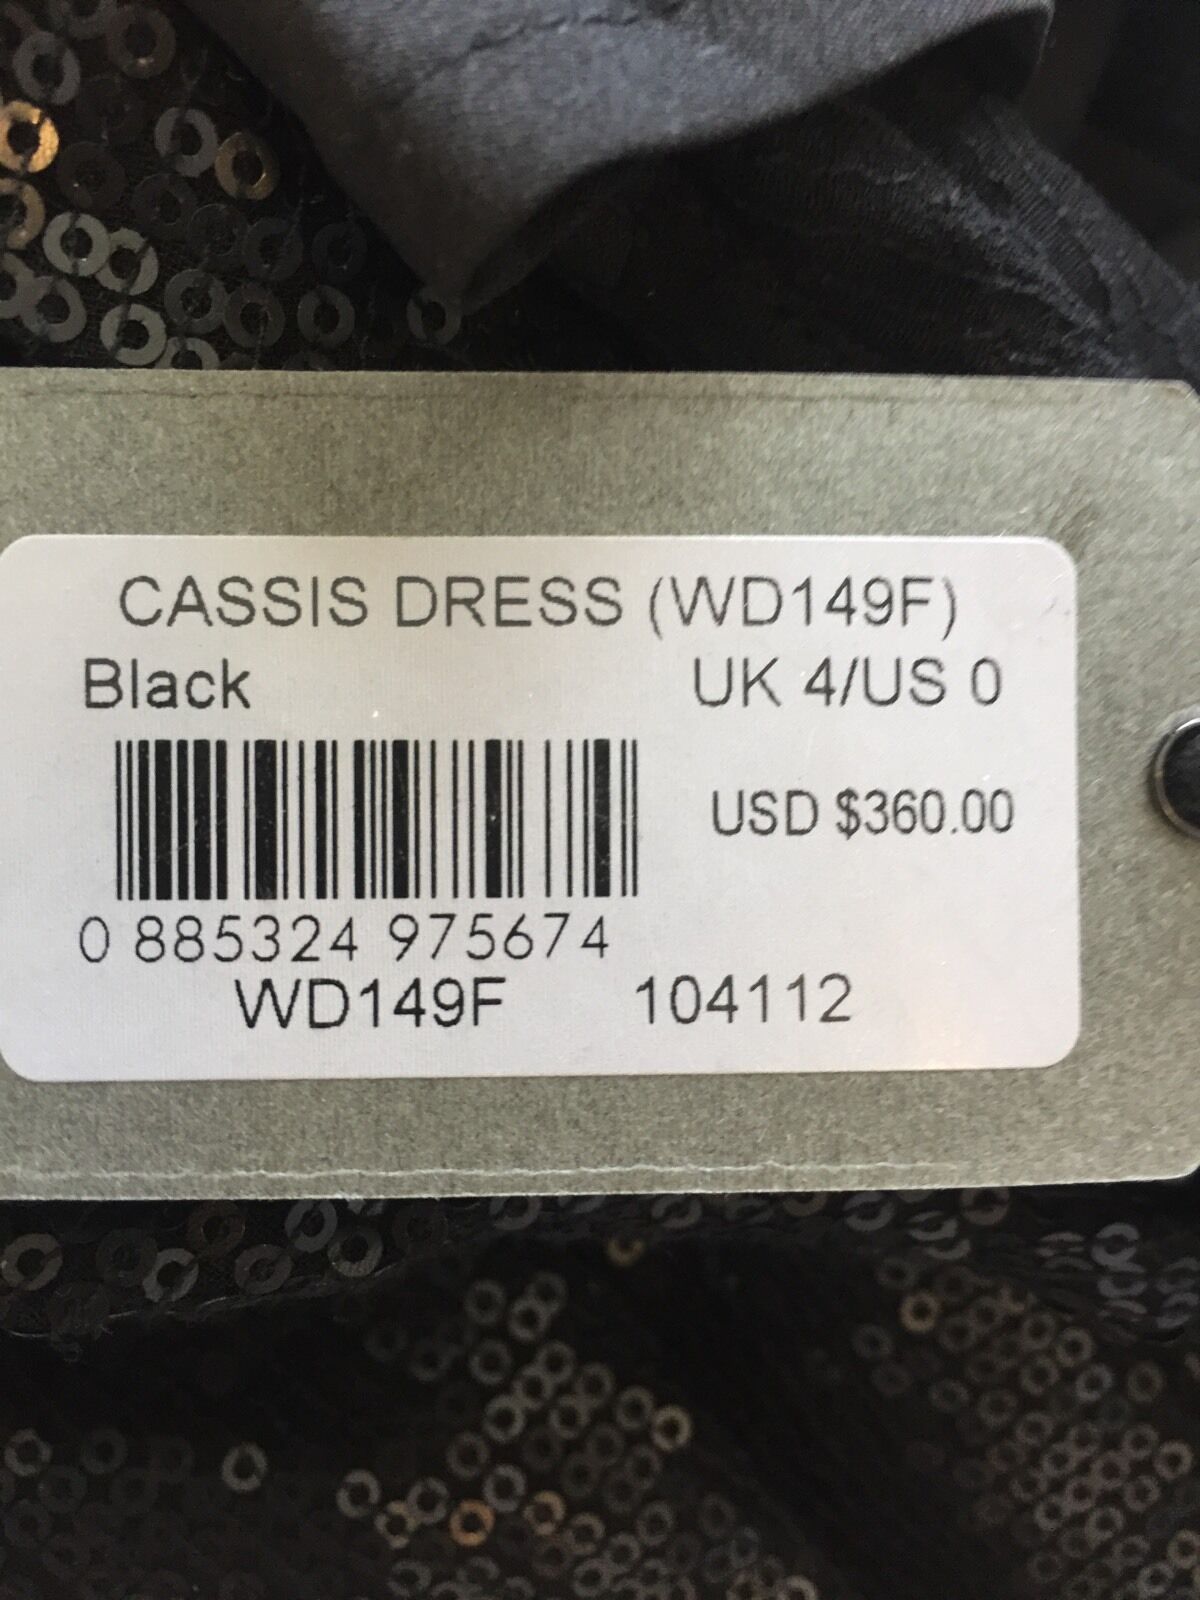 CASSIS DRESS (WD149F)
Black UK 4/US 0
USD $360.00
0 885324 975674
WD149F 104112